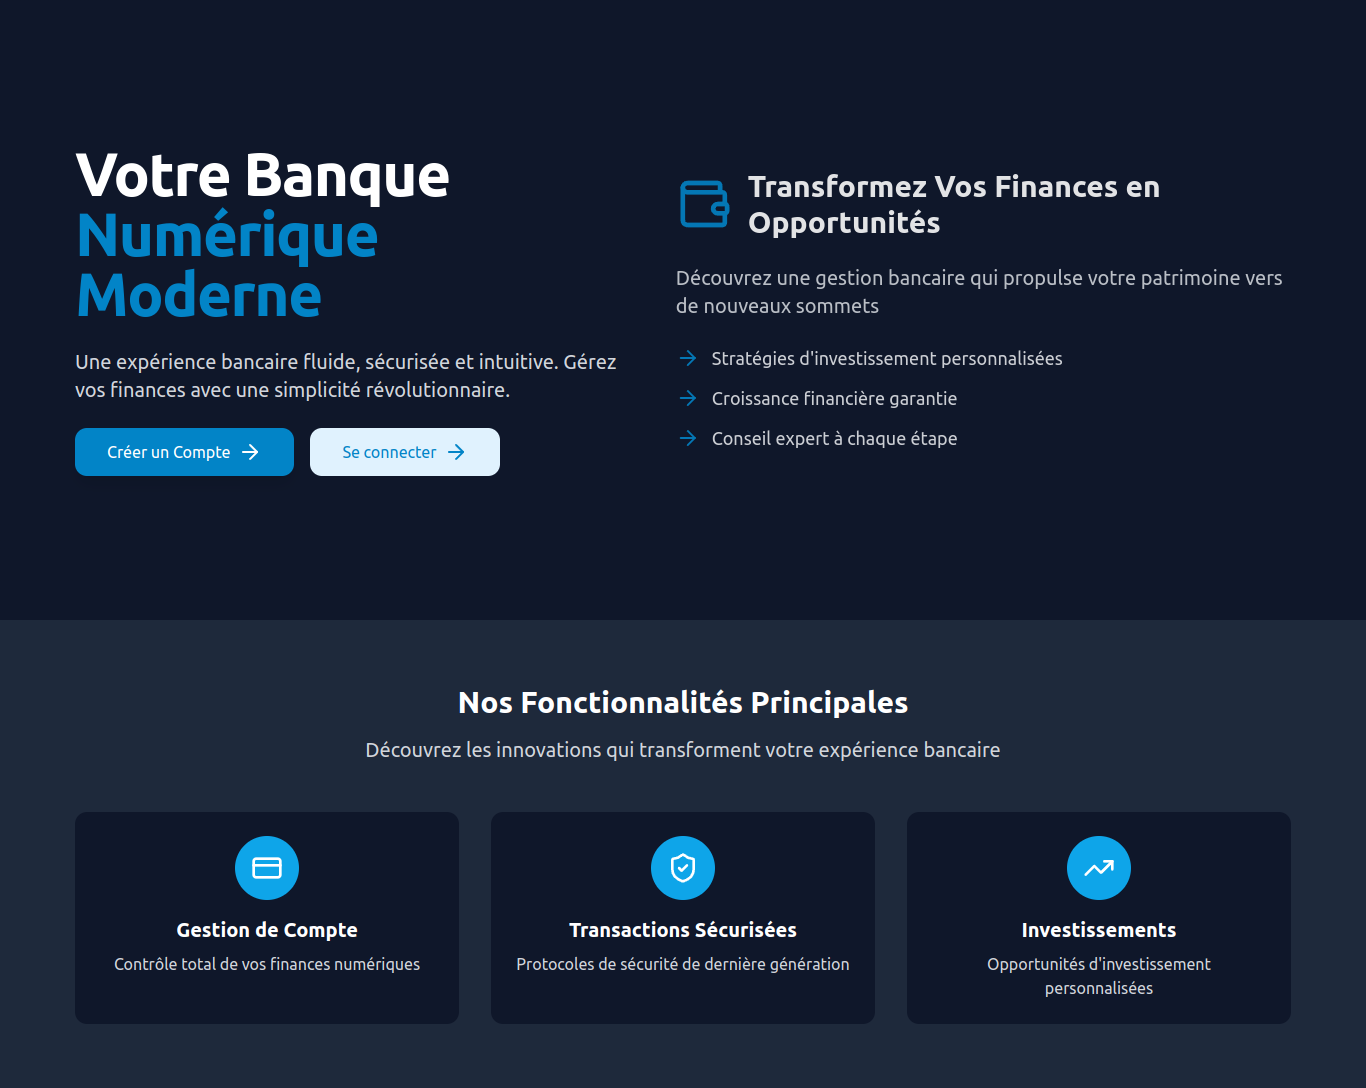 Votre Banque
Numérique
Moderne
Une expérience bancaire fluide, sécurisée et intuitive. Gérez
vos finances avec une simplicité révolutionnaire.
Créer un Compte
Se connecter
Transformez Vos Finances en
Opportunités
Découvrez une gestion bancaire qui propulse votre patrimoine vers
de nouveaux sommets
Stratégies d'investissement personnalisées
Croissance financière garantie
Conseil expert à chaque étape
Nos Fonctionnalités Principales
Découvrez les innovations qui transforment votre expérience bancaire
Gestion de Compte
Contrôle total de vos finances numériques
Transactions Sécurisées
Protocoles de sécurité de dernière génération
Investissements
Opportunités d'investissement
personnalisées